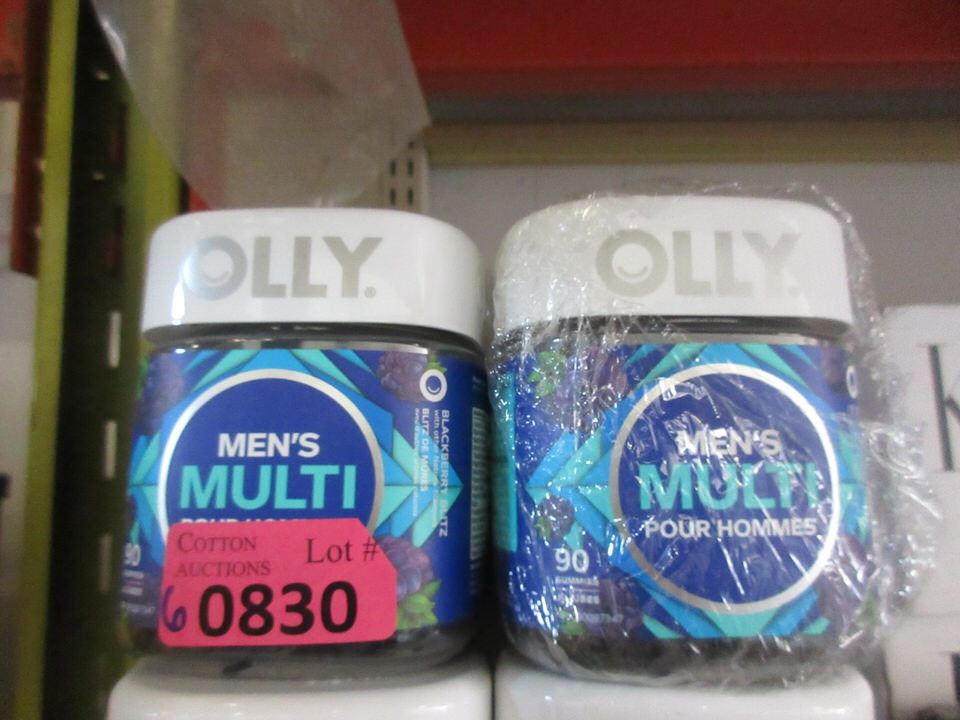 OLLY®
MEN'S
MULTI
BLACKBERRY BLITZ
BLITZ DE MÛRES
90
COTTON
AUCTIONS
Lot #
6
0830
OLLY.
MEN'S
MULTI
POUR HOMMES
90
GUMMIES